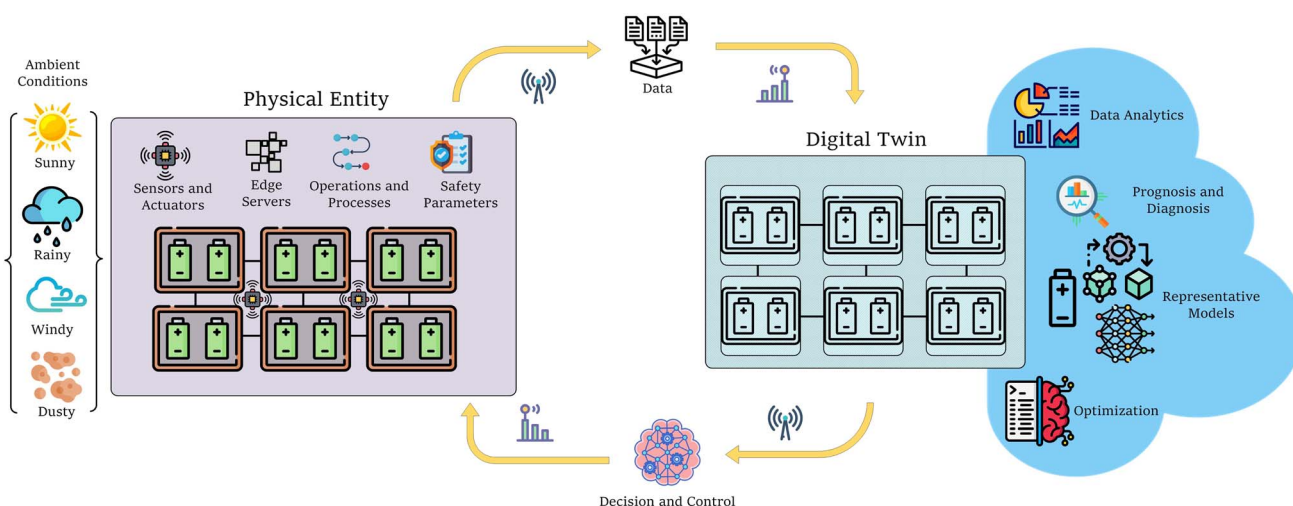 Ambient
Conditions
Sunny
Rainy
Windy
Dusty
Physical Entity
Sensors and
Actuators
Edge
Servers
Operations and
Processes
Safety
Parameters
Data
Digital Twin
Data Analytics
Prognosis and
Diagnosis
Representative
Models
Optimization
Decision and Control